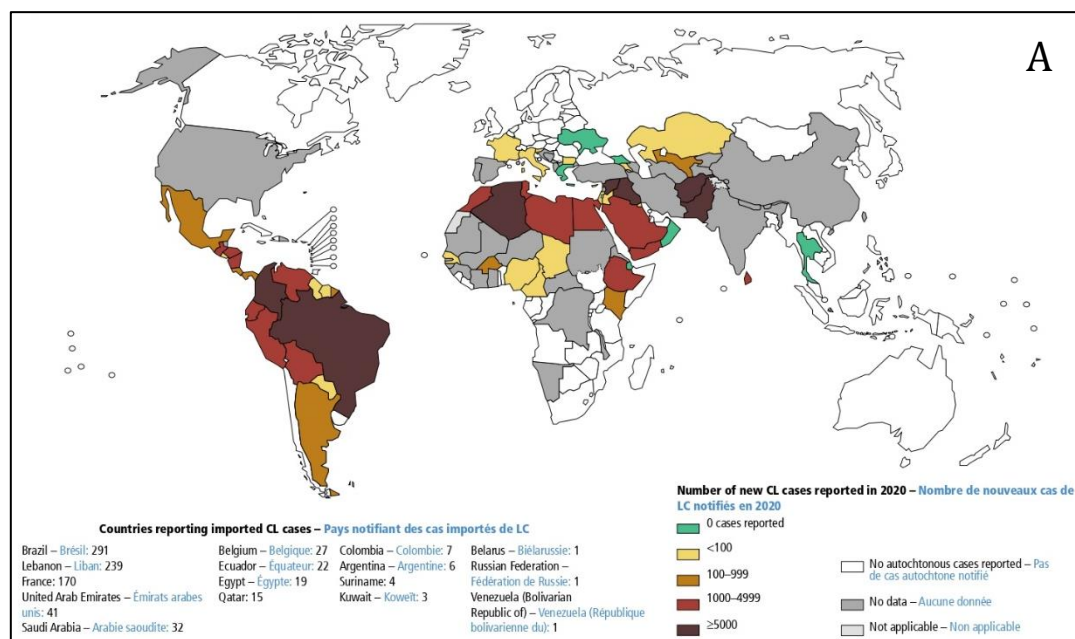 A
Countries reporting imported CL cases – Pays notifiant des cas importés de LC
Brazil – Brésil: 291
Lebanon – Liban: 239
France: 170
United Arab Emirates – Émirats arabes
unis: 41
Saudi Arabia – Arabie saoudite: 32
Belgium – Belgique: 27
Ecuador – Équateur: 22
Egypt – Égypte: 19
Qatar: 15
Colombia – Colombie: 7
Argentina – Argentine: 6
Suriname: 4
Kuwait – Koweït: 3
Belarus – Biélarussie: 1
Russian Federation –
Fédération de Russie: 1
Venezuela (Bolivarian
Republic of) – Venezuela (République
bolivarienne du): 1
Number of new CL cases reported in 2020 – Nombre de nouveaux cas de
LC notifiés en 2020
0 cases reported
<100
100–999
1000–4999
≥5000
No autochtonous cases reported – Pas
de cas autochtone notifié
No data – Aucune donnée
Not applicable – Non applicable